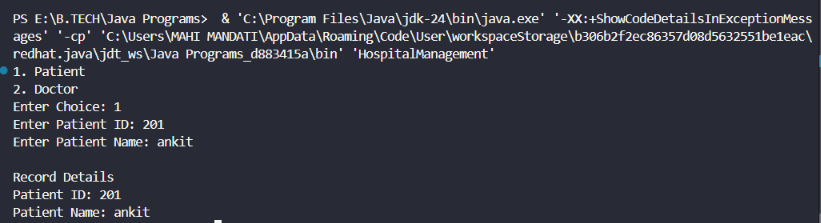 PS E:\B.TECH\Java Programs>  & 'C:\Program Files\Java\jdk-24\bin\java.exe' '-XX:+ShowCodeDetailsInExceptionMess
ages' '-cp' 'C:\Users\MAHI MANDATI\AppData\Roaming\Code\User\workspaceStorage\b306b2f2ec86357d08d5632551be1eac\
redhat.java\jdt_ws\Java Programs_d883415a\bin' 'HospitalManagement'
1. Patient
2. Doctor
Enter Choice: 1
Enter Patient ID: 201
Enter Patient Name: ankit
Record Details
Patient ID: 201
Patient Name: ankit